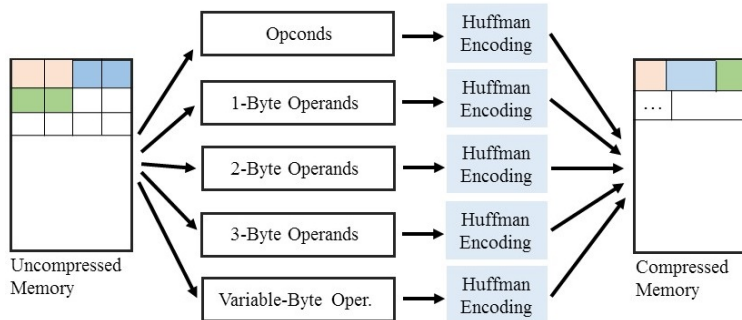 Opconds
Huffman
Encoding
1-Byte Operands
Huffman
Encoding
2-Byte Operands
Huffman
Encoding
3-Byte Operands
Huffman
Encoding
Variable-Byte Oper.
Huffman
Encoding
Uncompressed
Memory
...
Compressed
Memory